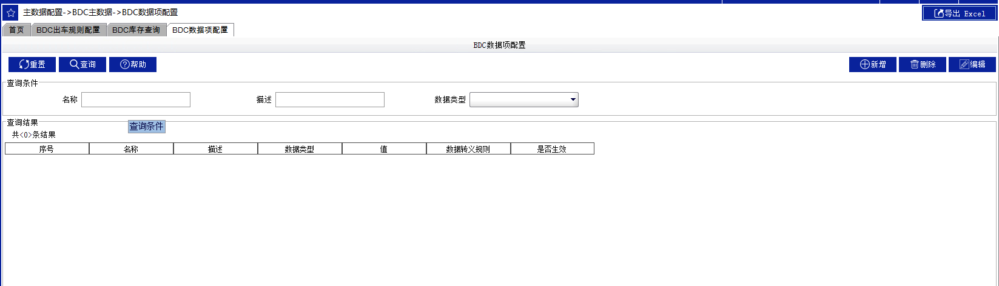 主数据配置->BDC主数据->BDC数据项配置
导出 Excel
首页 BDC出车规则配置 BDC库存查询 BDC数据项配置
BDC数据项配置
重置 查询 帮助 新增 删除 编辑
查询条件
名称 描述 数据类型
查询结果
查询条件
共<0>条结果
序号 名称 描述 数据类型 值 数据转义规则 是否生效